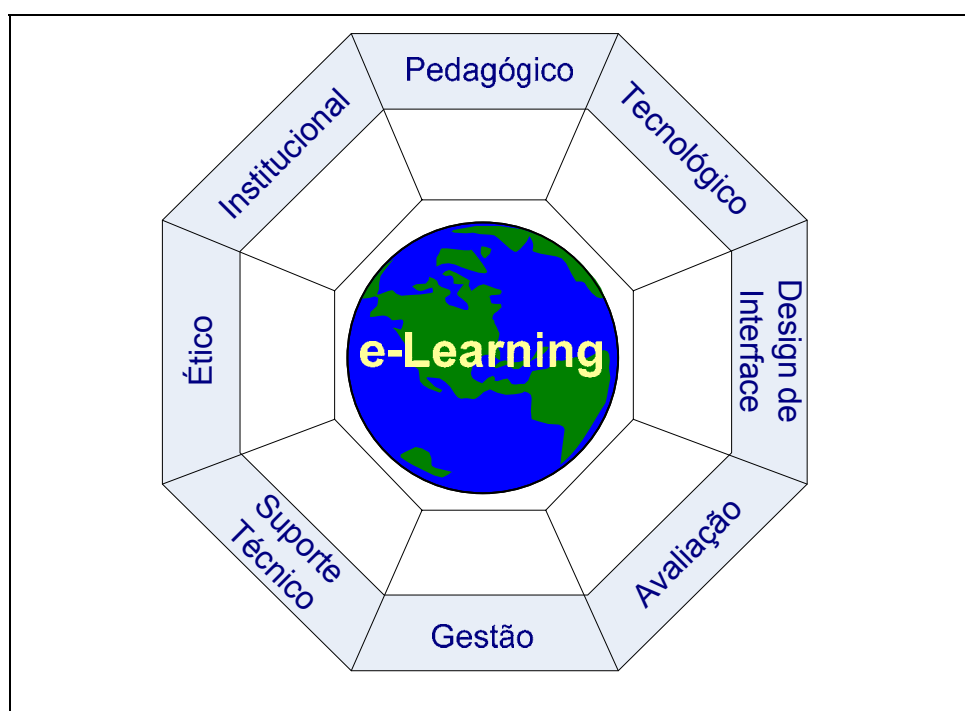 Pedagógico
Tecnológico
Design de
Interface
Avaliação
Gestão
Suporte
Técnico
Ético
Institucional
e-Learning